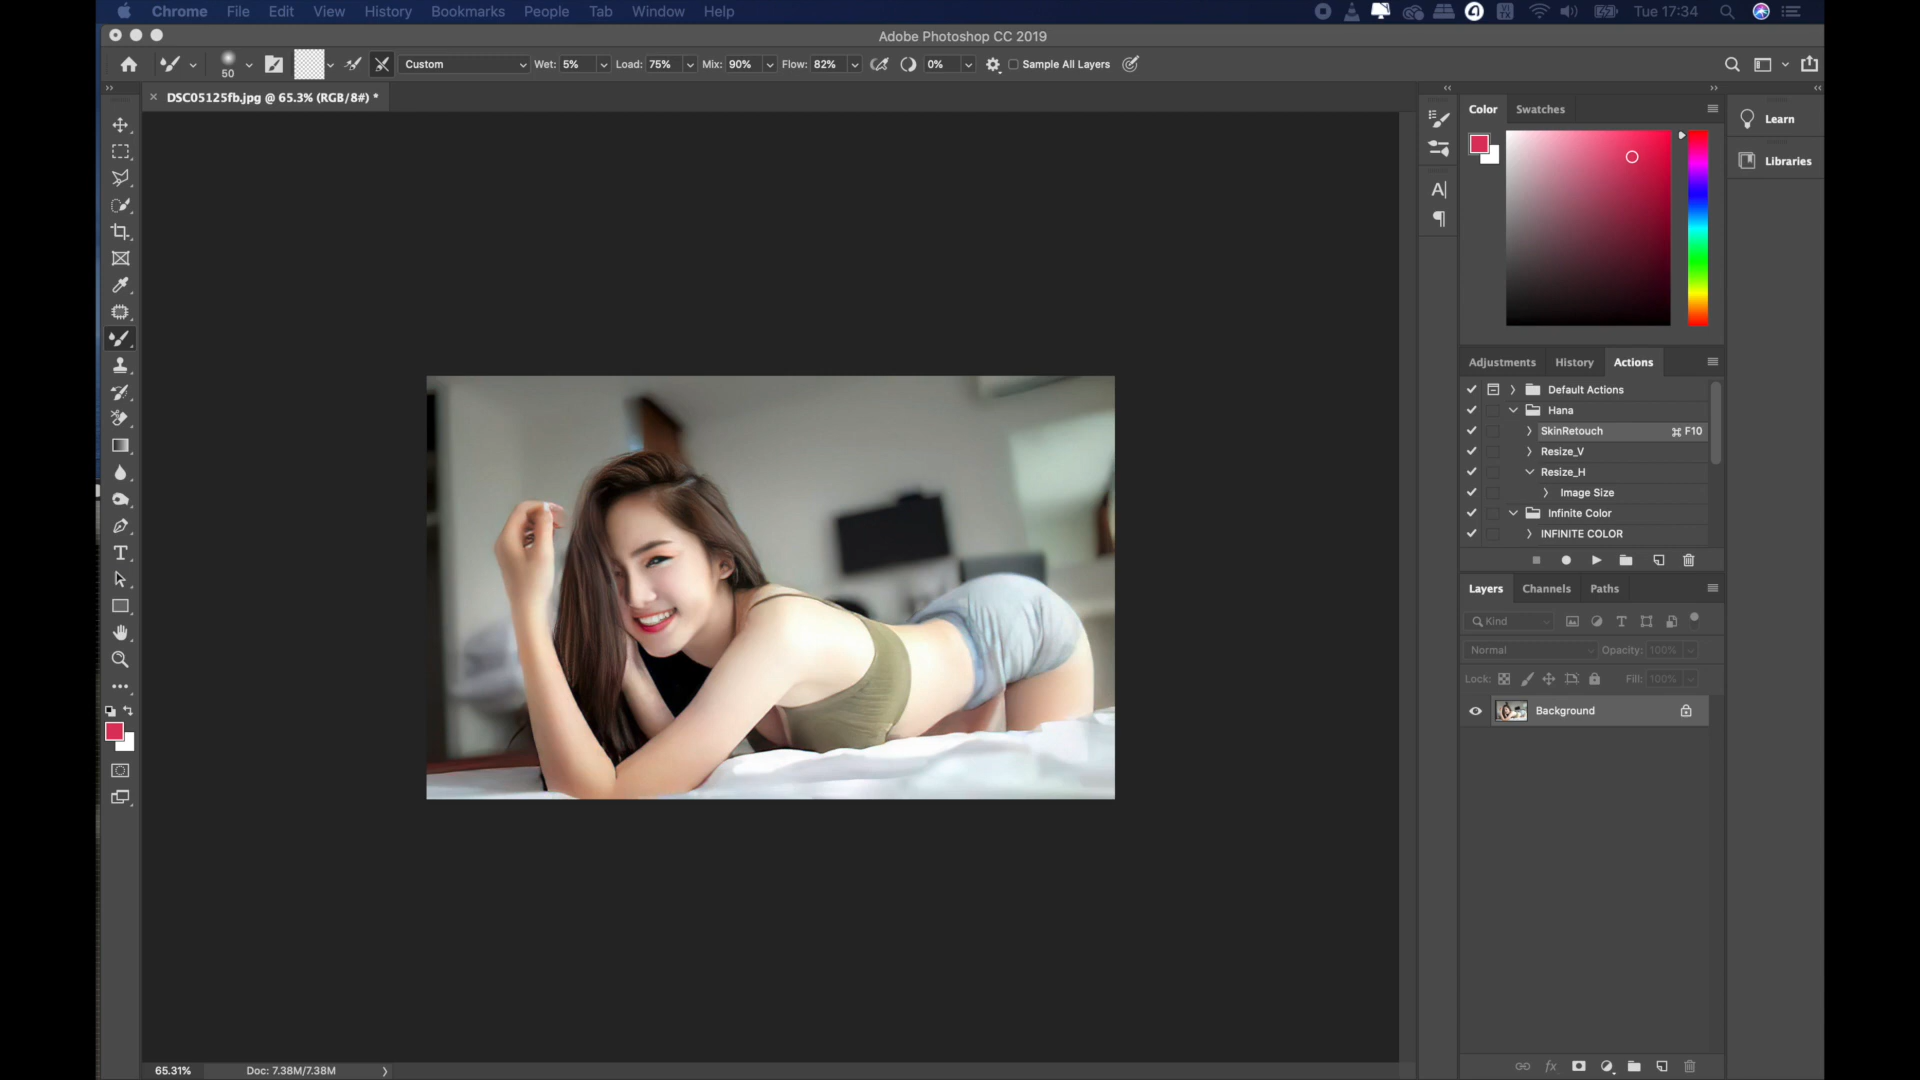 Chrome File Edit View History Bookmarks People Tab Window Help Tue 17:34
Adobe Photoshop CC 2019
50 Custom Wet: 5% Load: 75% Mix: 90% Flow: 82% 0% Sample All Layers
× DSC05125fb.jpg @ 65.3% (RGB/8#) *
Color Swatches
Learn
Libraries
Adjustments History Actions
Default Actions
Hana
SkinRetouch ⌘ F10
Resize_V
Resize_H
Image Size
Infinite Color
INFINITE COLOR
Layers Channels Paths
Kind
Normal Opacity: 100%
Lock: Fill: 100%
Background
65.31% Doc: 7.38M/7.38M